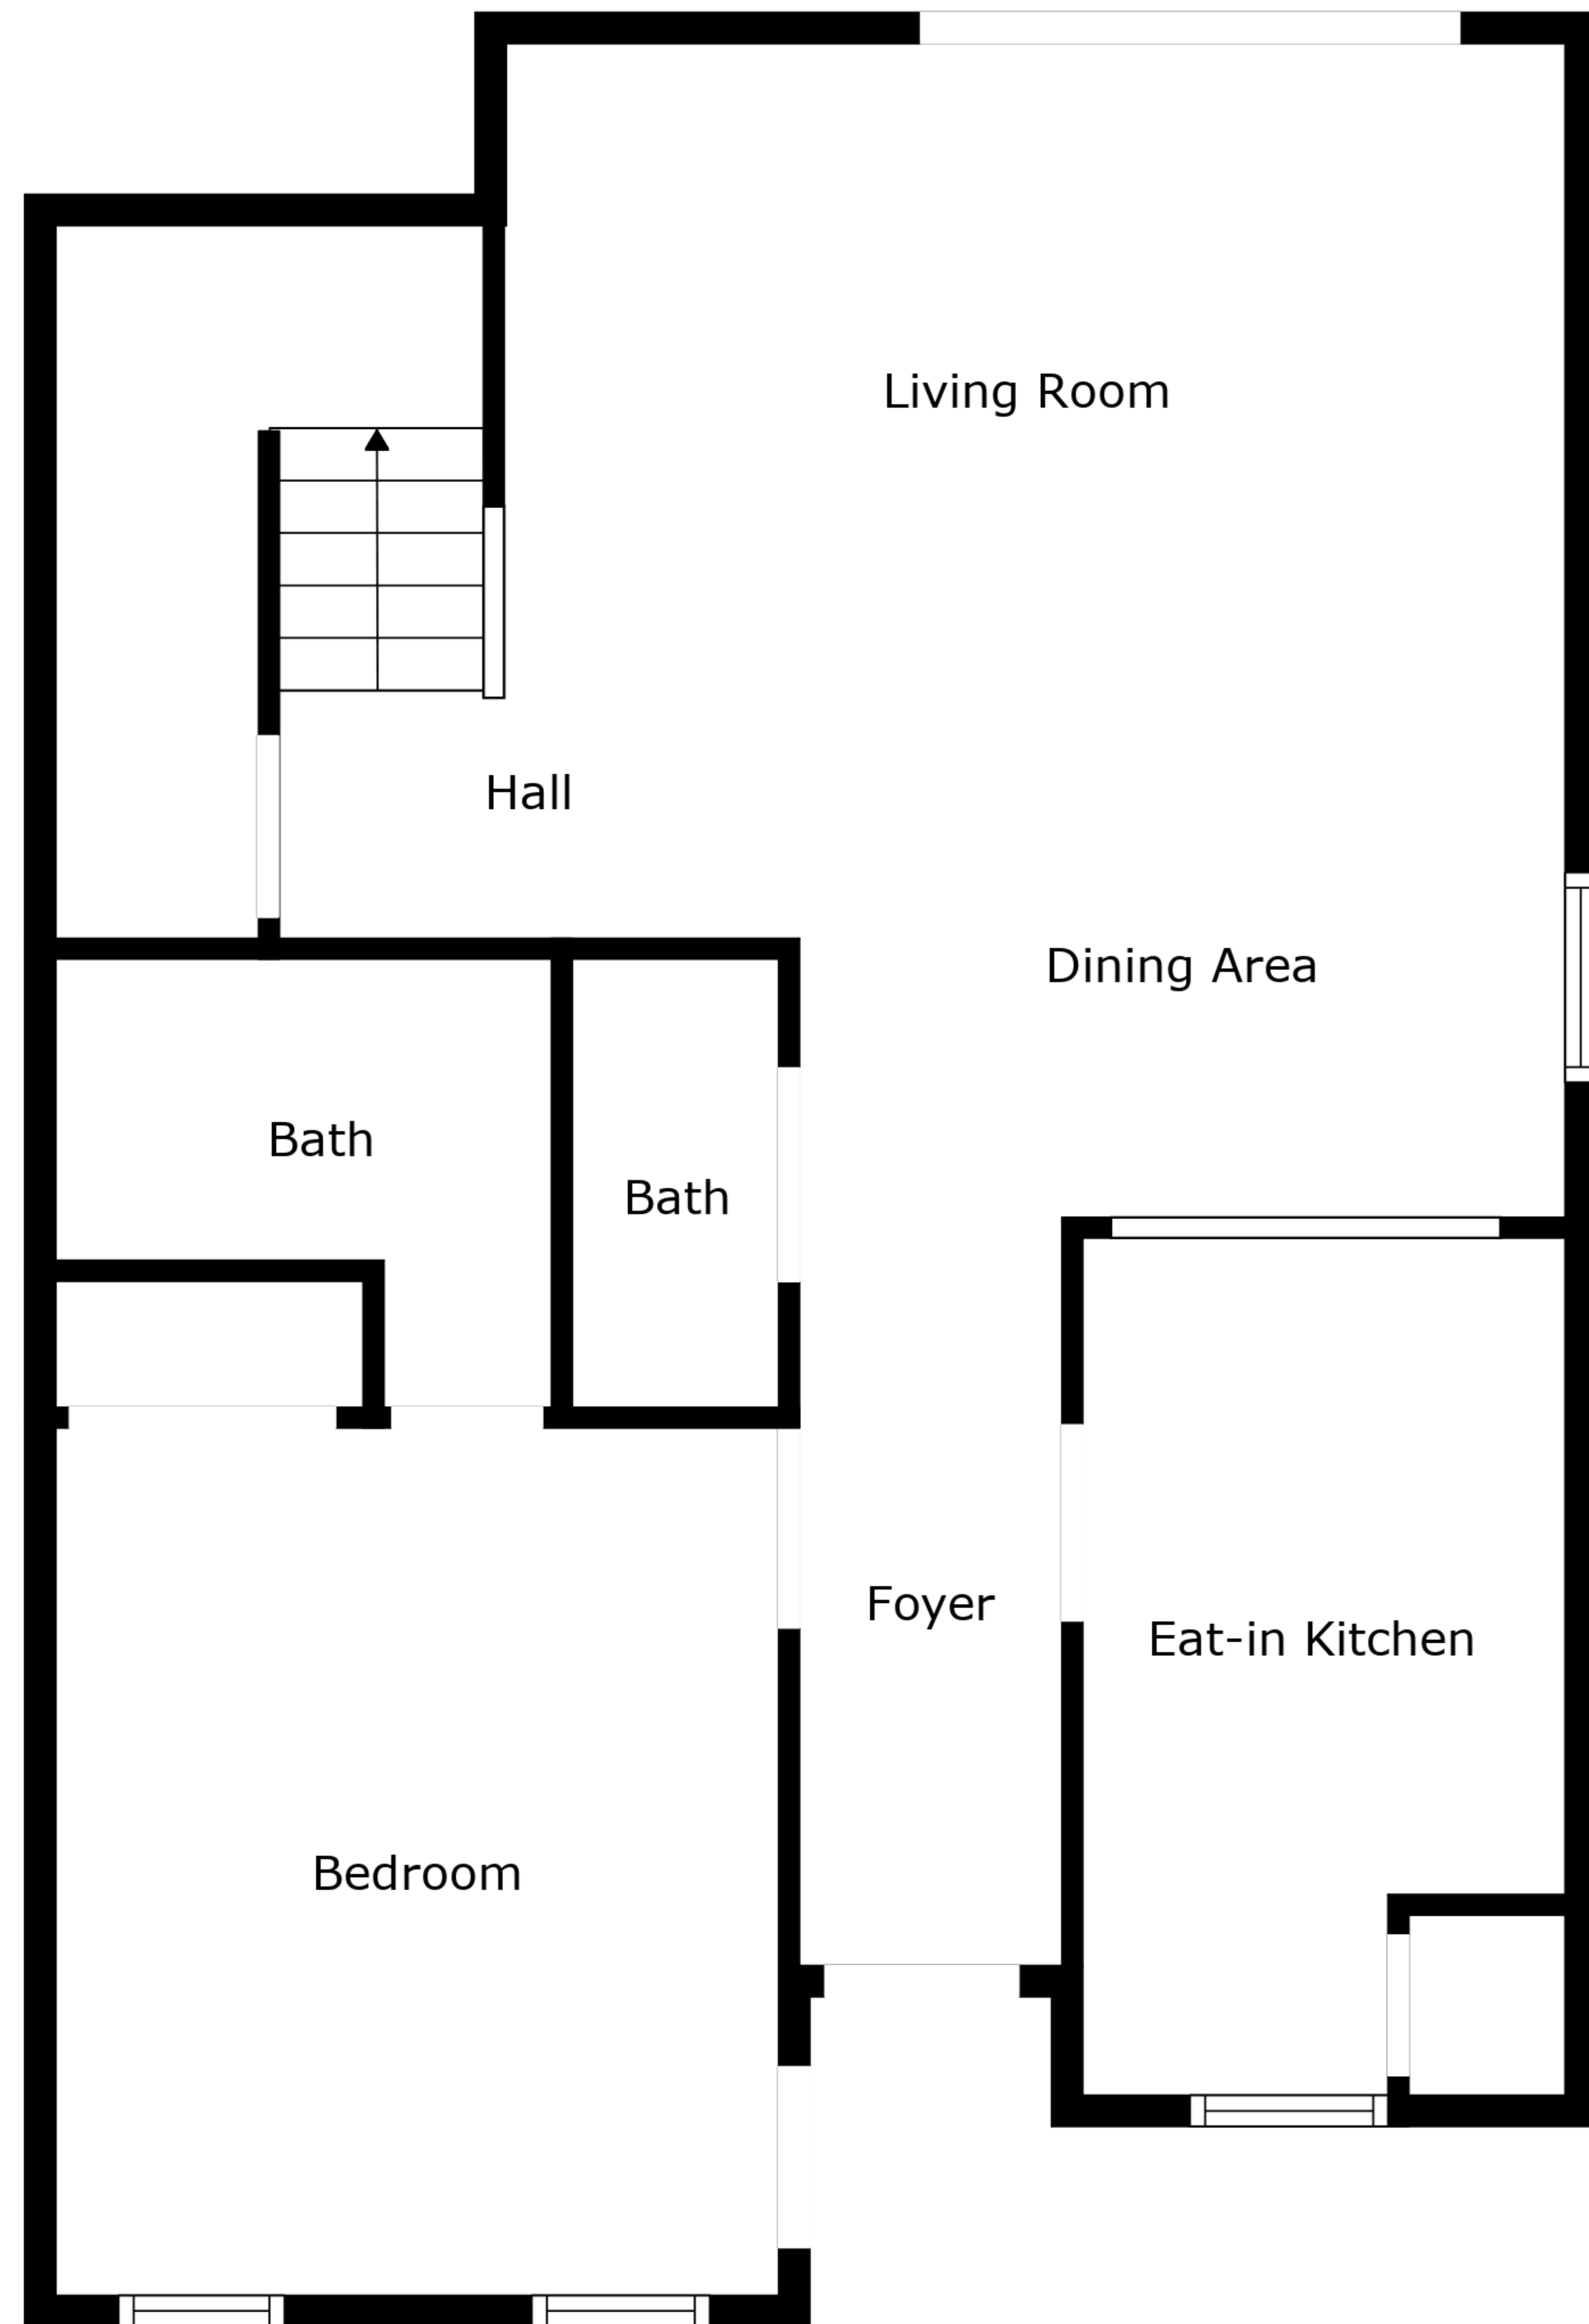 Living Room
Hall
Dining Area
Bath
Bath
Foyer
Eat-in Kitchen
Bedroom